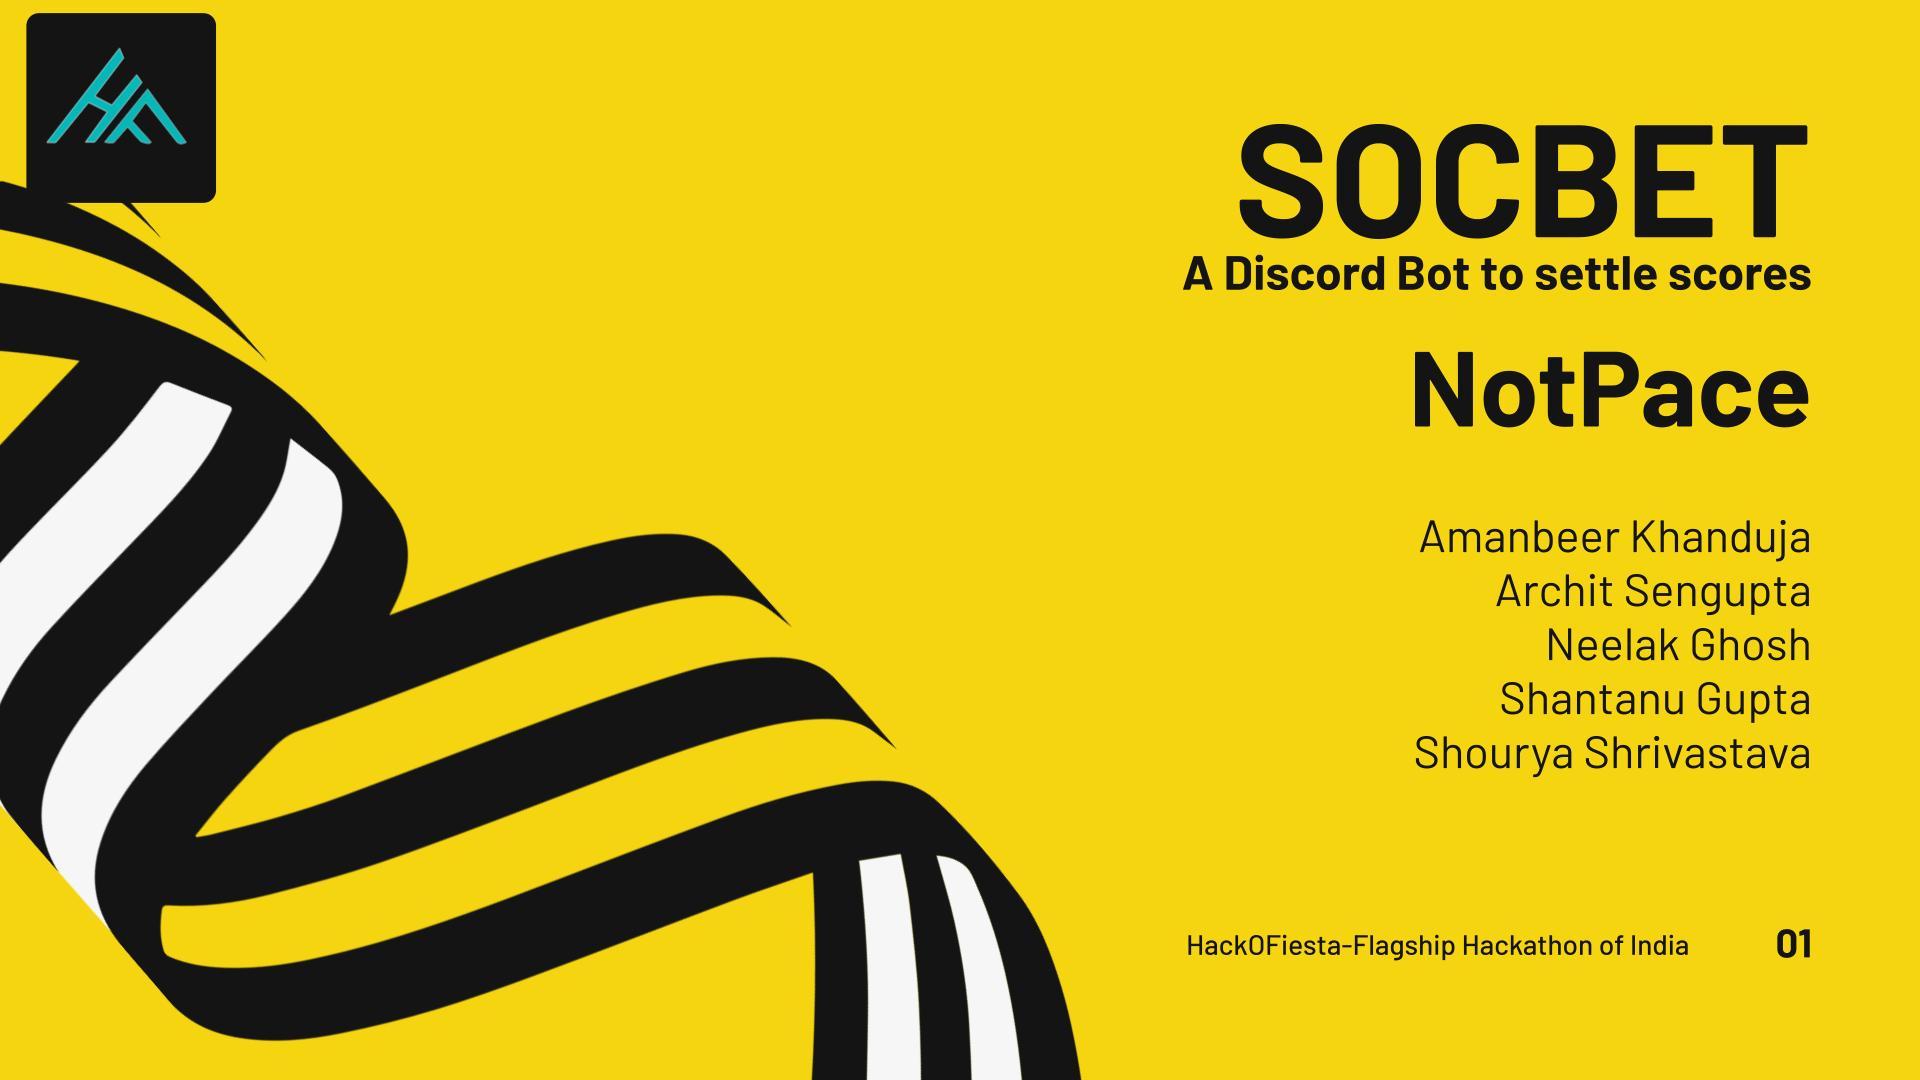 SOCBET
A Discord Bot to settle scores
NotPace
Amanbeer Khanduja
Archit Sengupta
Neelak Ghosh
Shantanu Gupta
Shourya Shrivastava
HackOFiesta-Flagship Hackathon of India 01